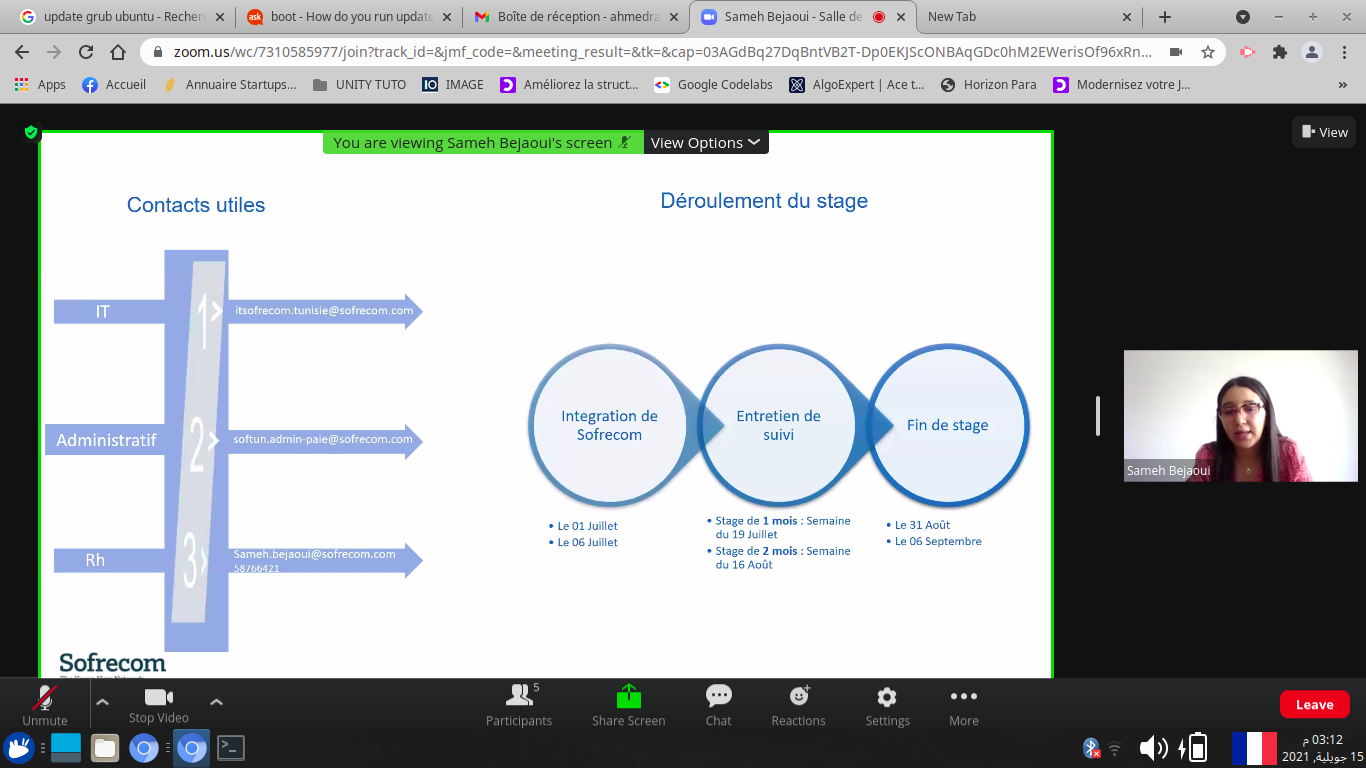 update grub ubuntu - Recherc
boot - How do you run update
Boîte de réception - ahmedra
Sameh Bejaoui - Salle de
New Tab
zoom.us/wc/7310585977/join?track_id=&jmf_code=&meeting_result=&tk=&cap=03AGdBq27DqBntVB2T-Dp0EKJScONBAqGDc0hM2EWerisOf96xRn...
Apps
Accueil
Annuaire Startups...
UNITY TUTO
IO IMAGE
Améliorez la struct...
Google Codelabs
AlgoExpert | Ace t...
Horizon Para
Modernisez votre J...
»
You are viewing Sameh Bejaoui's screen
View Options
View
Contacts utiles
Déroulement du stage
1
IT
itsofrecom.tunisie@sofrecom.com
2
Administratif
softun.admin-paie@sofrecom.com
3
Rh
Sameh.bejaoui@sofrecom.com
58766421
Integration de
Sofrecom
Entretien de
suivi
Fin de stage
• Le 01 Juillet
• Le 06 Juillet
• Stage de 1 mois : Semaine
du 19 Juillet
• Stage de 2 mois : Semaine
du 16 Août
• Le 31 Août
• Le 06 Septembre
Sofrecom
Sameh Bejaoui
Unmute
Stop Video
Participants
5
Share Screen
Chat
Reactions
Settings
More
Leave
03:12 م
15 جويلية, 2021